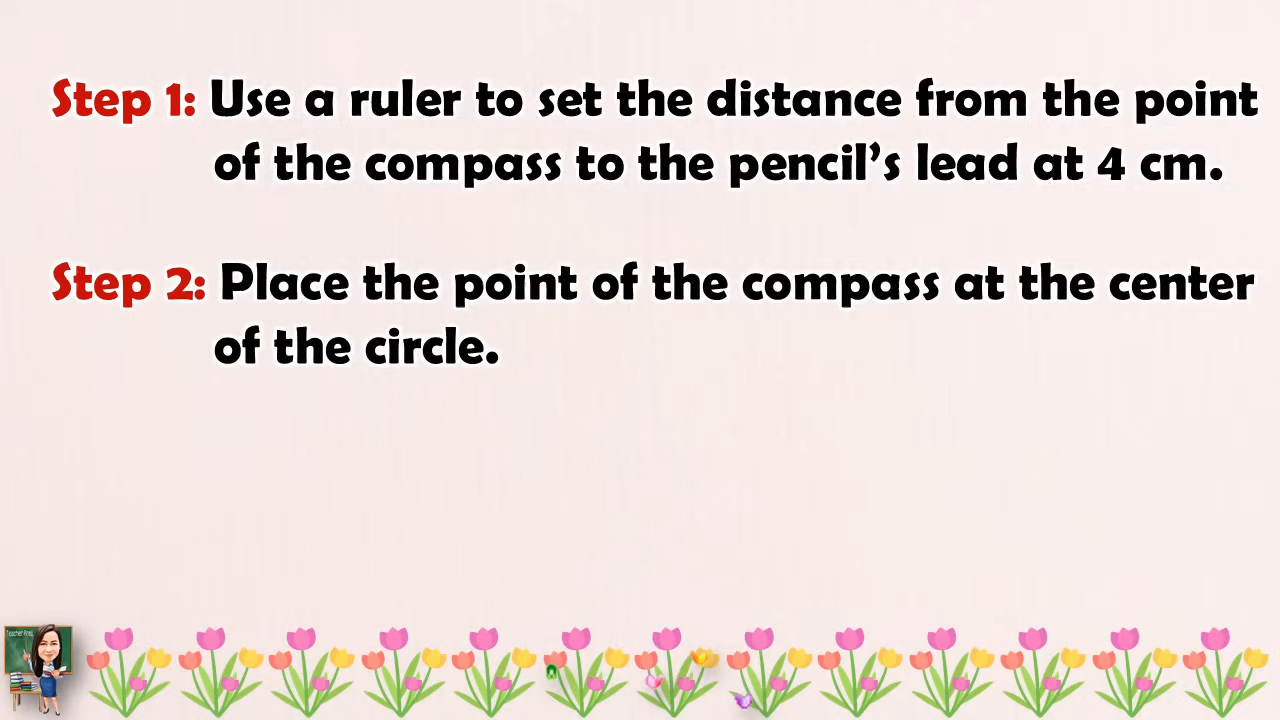 Step 1: Use a ruler to set the distance from the point
of the compass to the pencil’s lead at 4 cm.
Step 2: Place the point of the compass at the center
of the circle.